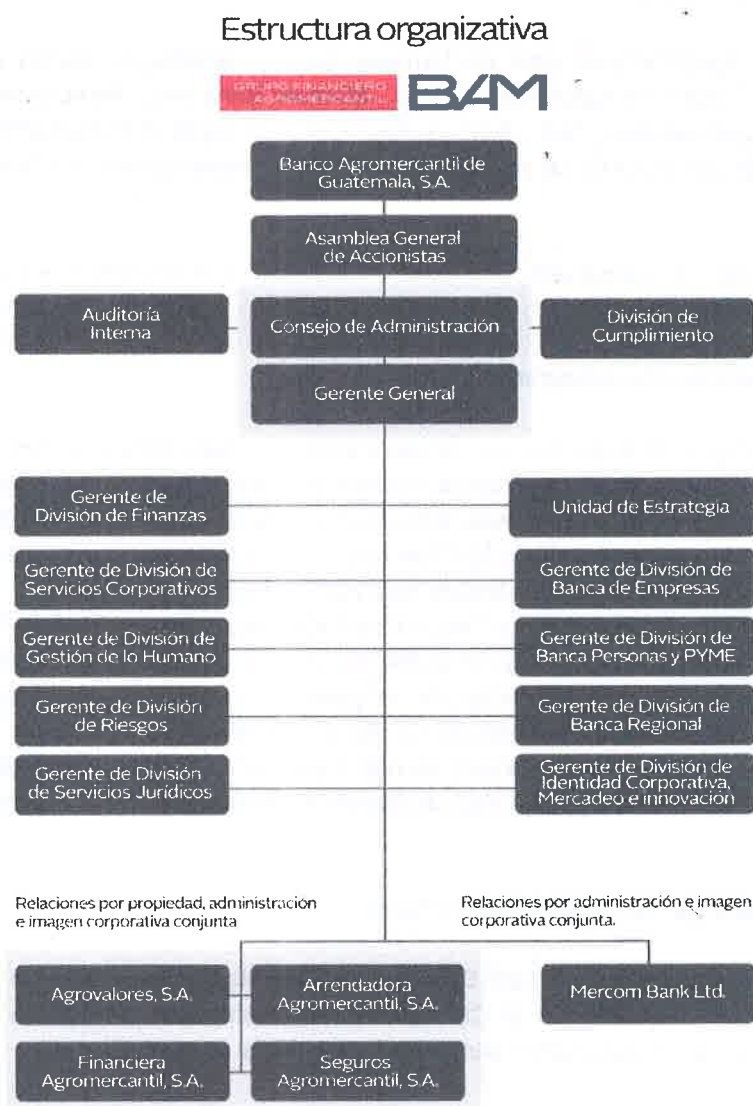 Estructura organizativa
GRUPO FINANCIERO
AGROMERCANTIL
BAM
Banco Agromercantil de
Guatemala, S.A.
Asamblea General
de Accionistas
Auditoría
Interna
Consejo de Administración
División de
Cumplimiento
Gerente General
Gerente de
División de Finanzas
Unidad de Estrategia
Gerente de División de
Servicios Corporativos
Gerente de División de
Banca de Empresas
Gerente de División de
Gestión de lo Humano
Gerente de División de
Banca Personas y PYME
Gerente de División
de Riesgos
Gerente de División de
Banca Regional
Gerente de División
de Servicios Jurídicos
Gerente de División de
Identidad Corporativa,
Mercadeo e innovación
Relaciones por propiedad, administración
e imagen corporativa conjunta
Relaciones por administración e imagen
corporativa conjunta.
Agrovalores, S.A.
Arrendadora
Agromercantil, S.A.
Mercom Bank Ltd.
Financiera
Agromercantil, S.A.
Seguros
Agromercantil, S.A.